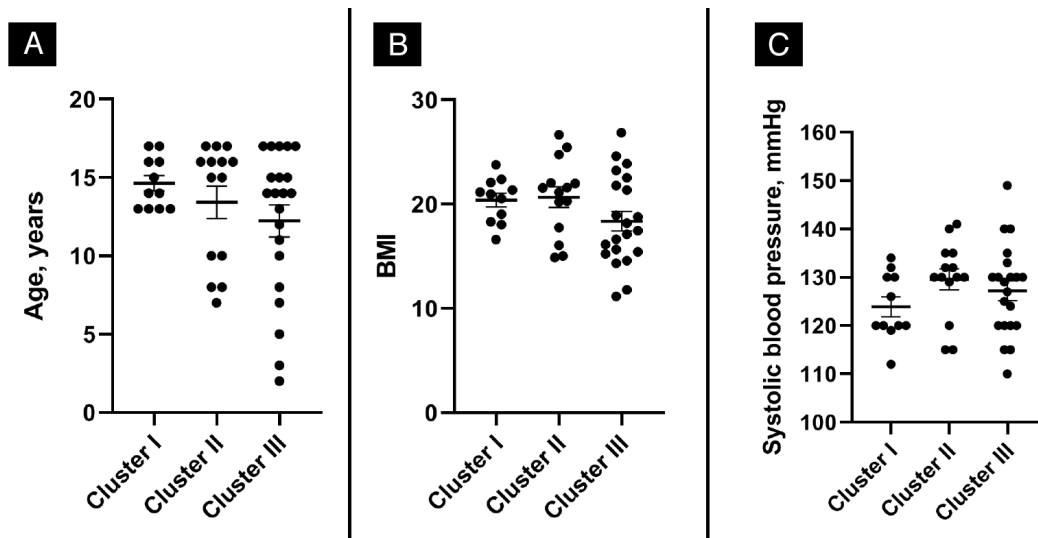 A
Age, years
20
15
10
5
0
Cluster I
Cluster II
Cluster III
B
BMI
30
20
10
0
Cluster I
Cluster II
Cluster III
C
Systolic blood pressure, mmHg
160
150
140
130
120
110
100
Cluster I
Cluster II
Cluster III